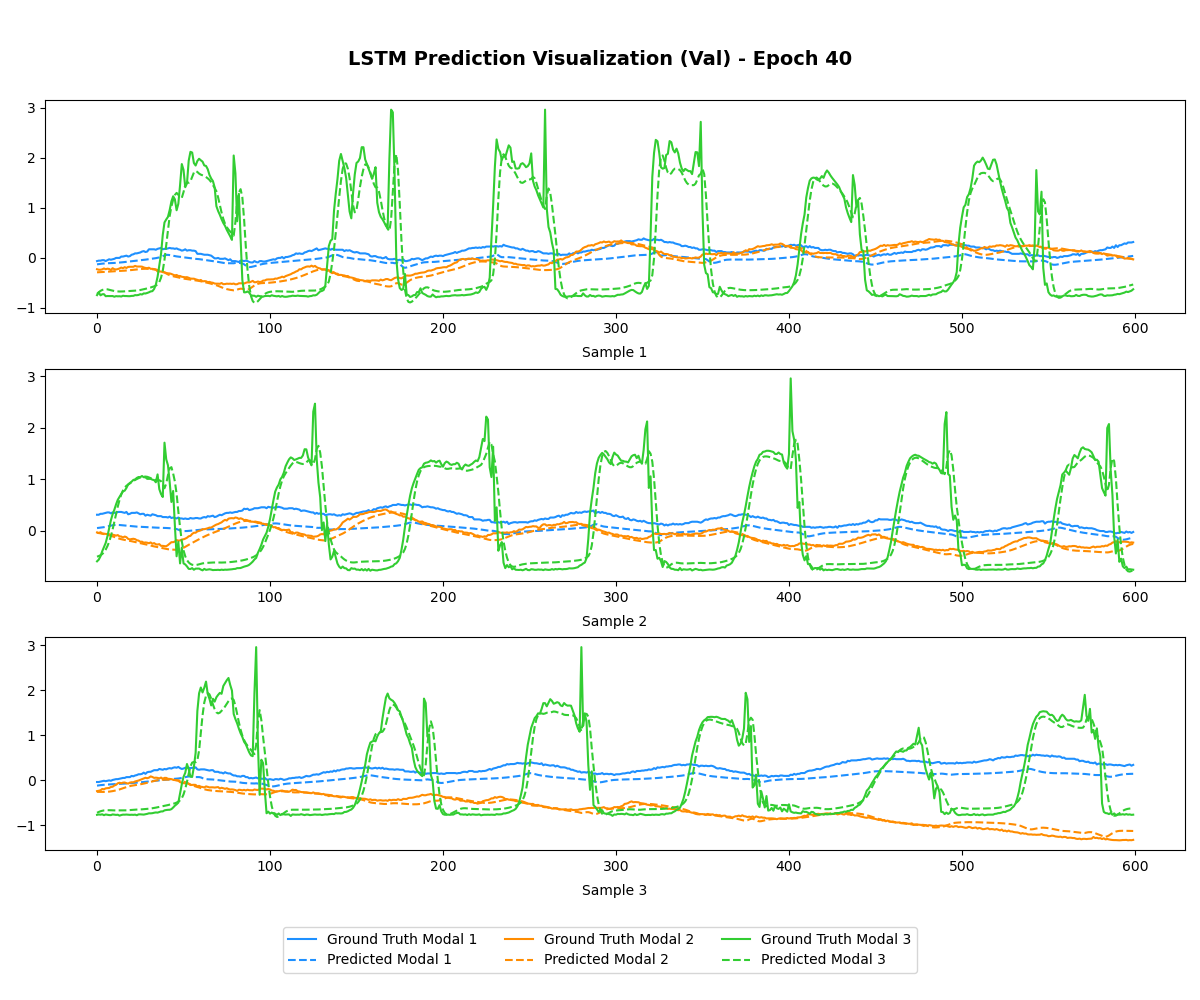 LSTM Prediction Visualization (Val) - Epoch 40
3
2
1
0
−1
0 100 200 300 400 500 600
Sample 1
3
2
1
0
0 100 200 300 400 500 600
Sample 2
3
2
1
0
−1
0 100 200 300 400 500 600
Sample 3
Ground Truth Modal 1 Ground Truth Modal 2 Ground Truth Modal 3
Predicted Modal 1 Predicted Modal 2 Predicted Modal 3